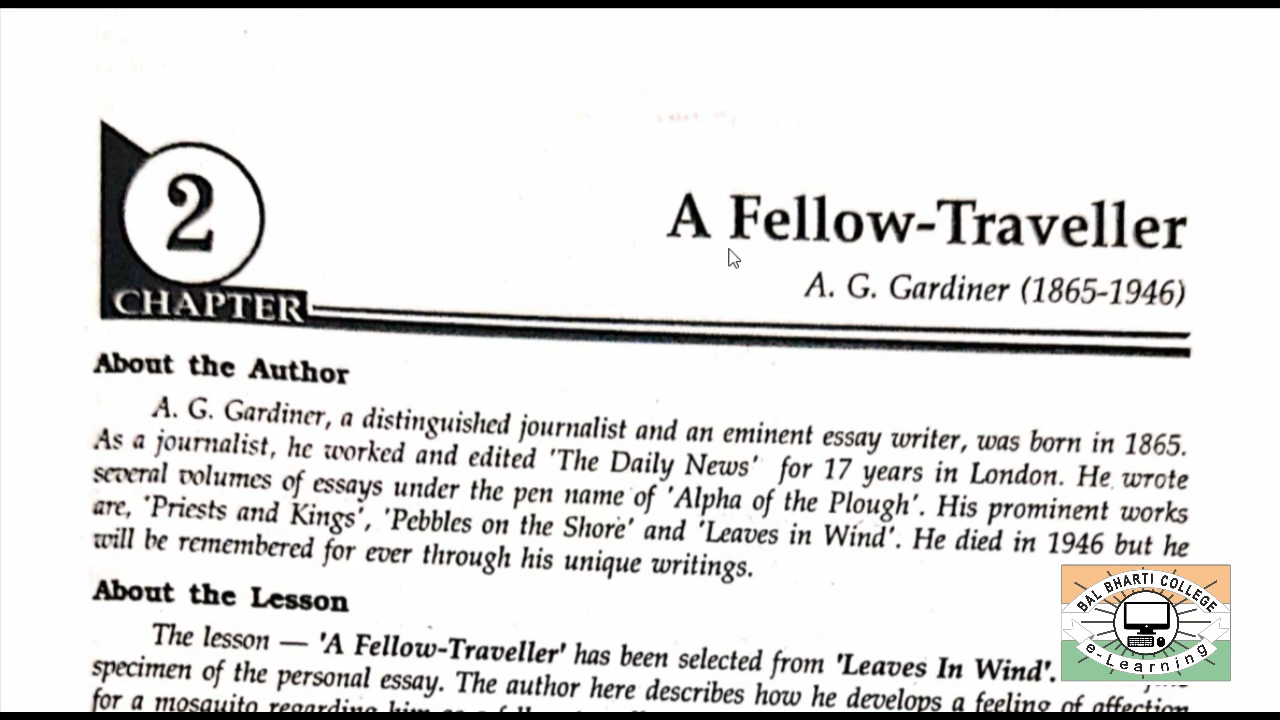 2
CHAPTER
A Fellow-Traveller
A. G. Gardiner (1865-1946)
About the Author
A. G. Gardiner, a distinguished journalist and an eminent essay writer, was born in 1865.
As a journalist, he worked and edited 'The Daily News' for 17 years in London. He wrote
several volumes of essays under the pen name of 'Alpha of the Plough'. His prominent works
are, 'Priests and Kings', 'Pebbles on the Shore' and 'Leaves in Wind'. He died in 1946 but he
will be remembered for ever through his unique writings.
About the Lesson
The lesson — 'A Fellow-Traveller' has been selected from 'Leaves In Wind'.
specimen of the personal essay. The author here describes how he develops a feeling of affection
for a mosquito regarding him as a
BAL BHARTI COLLEGE
e-Learning